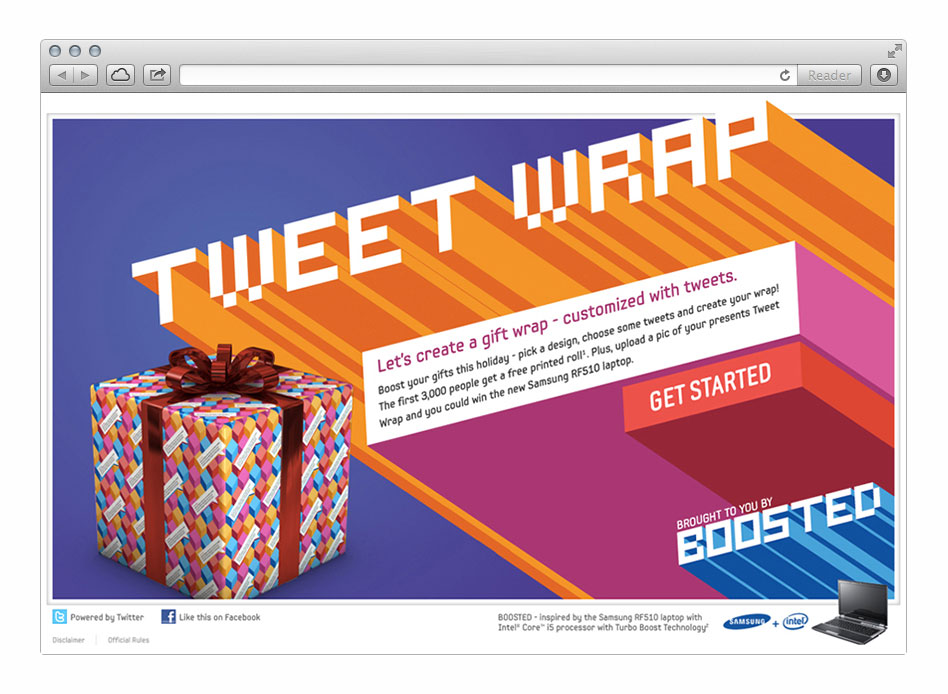 Reader
TWEET WRAP
Let's create a gift wrap - customized with tweets.
Boost your gifts this holiday - pick a design, choose some tweets and create your wrap!
The first 3,000 people get a free printed roll¹. Plus, upload a pic of your presents Tweet
Wrap and you could win the new Samsung RF510 laptop.
GET STARTED
BROUGHT TO YOU BY
BOOSTED
Powered by Twitter
Like this on Facebook
BOOSTED - inspired by the Samsung RF510 laptop with
Intel® Core™ i5 processor with Turbo Boost Technology²
SAMSUNG + intel
Disclaimer | Official Rules